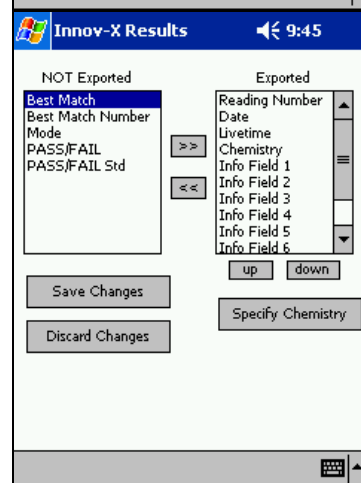 Innov-X Results 9:45
NOT Exported
Best Match
Best Match Number
Mode
PASS/FAIL
PASS/FAIL Std
>>
<<
Exported
Reading Number
Date
Livetime
Chemistry
Info Field 1
Info Field 2
Info Field 3
Info Field 4
Info Field 5
Info Field 6
up down
Save Changes
Specify Chemistry
Discard Changes